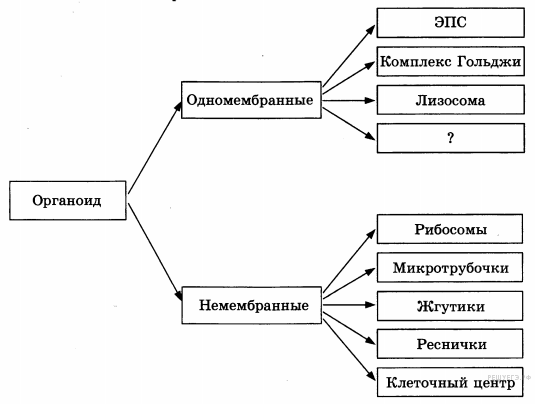 ЭПС
Комплекс Гольджи
Одномембранные
Лизосома
?
Органоид
Рибосомы
Микротрубочки
Немембранные
Жгутики
Реснички
Клеточный центр